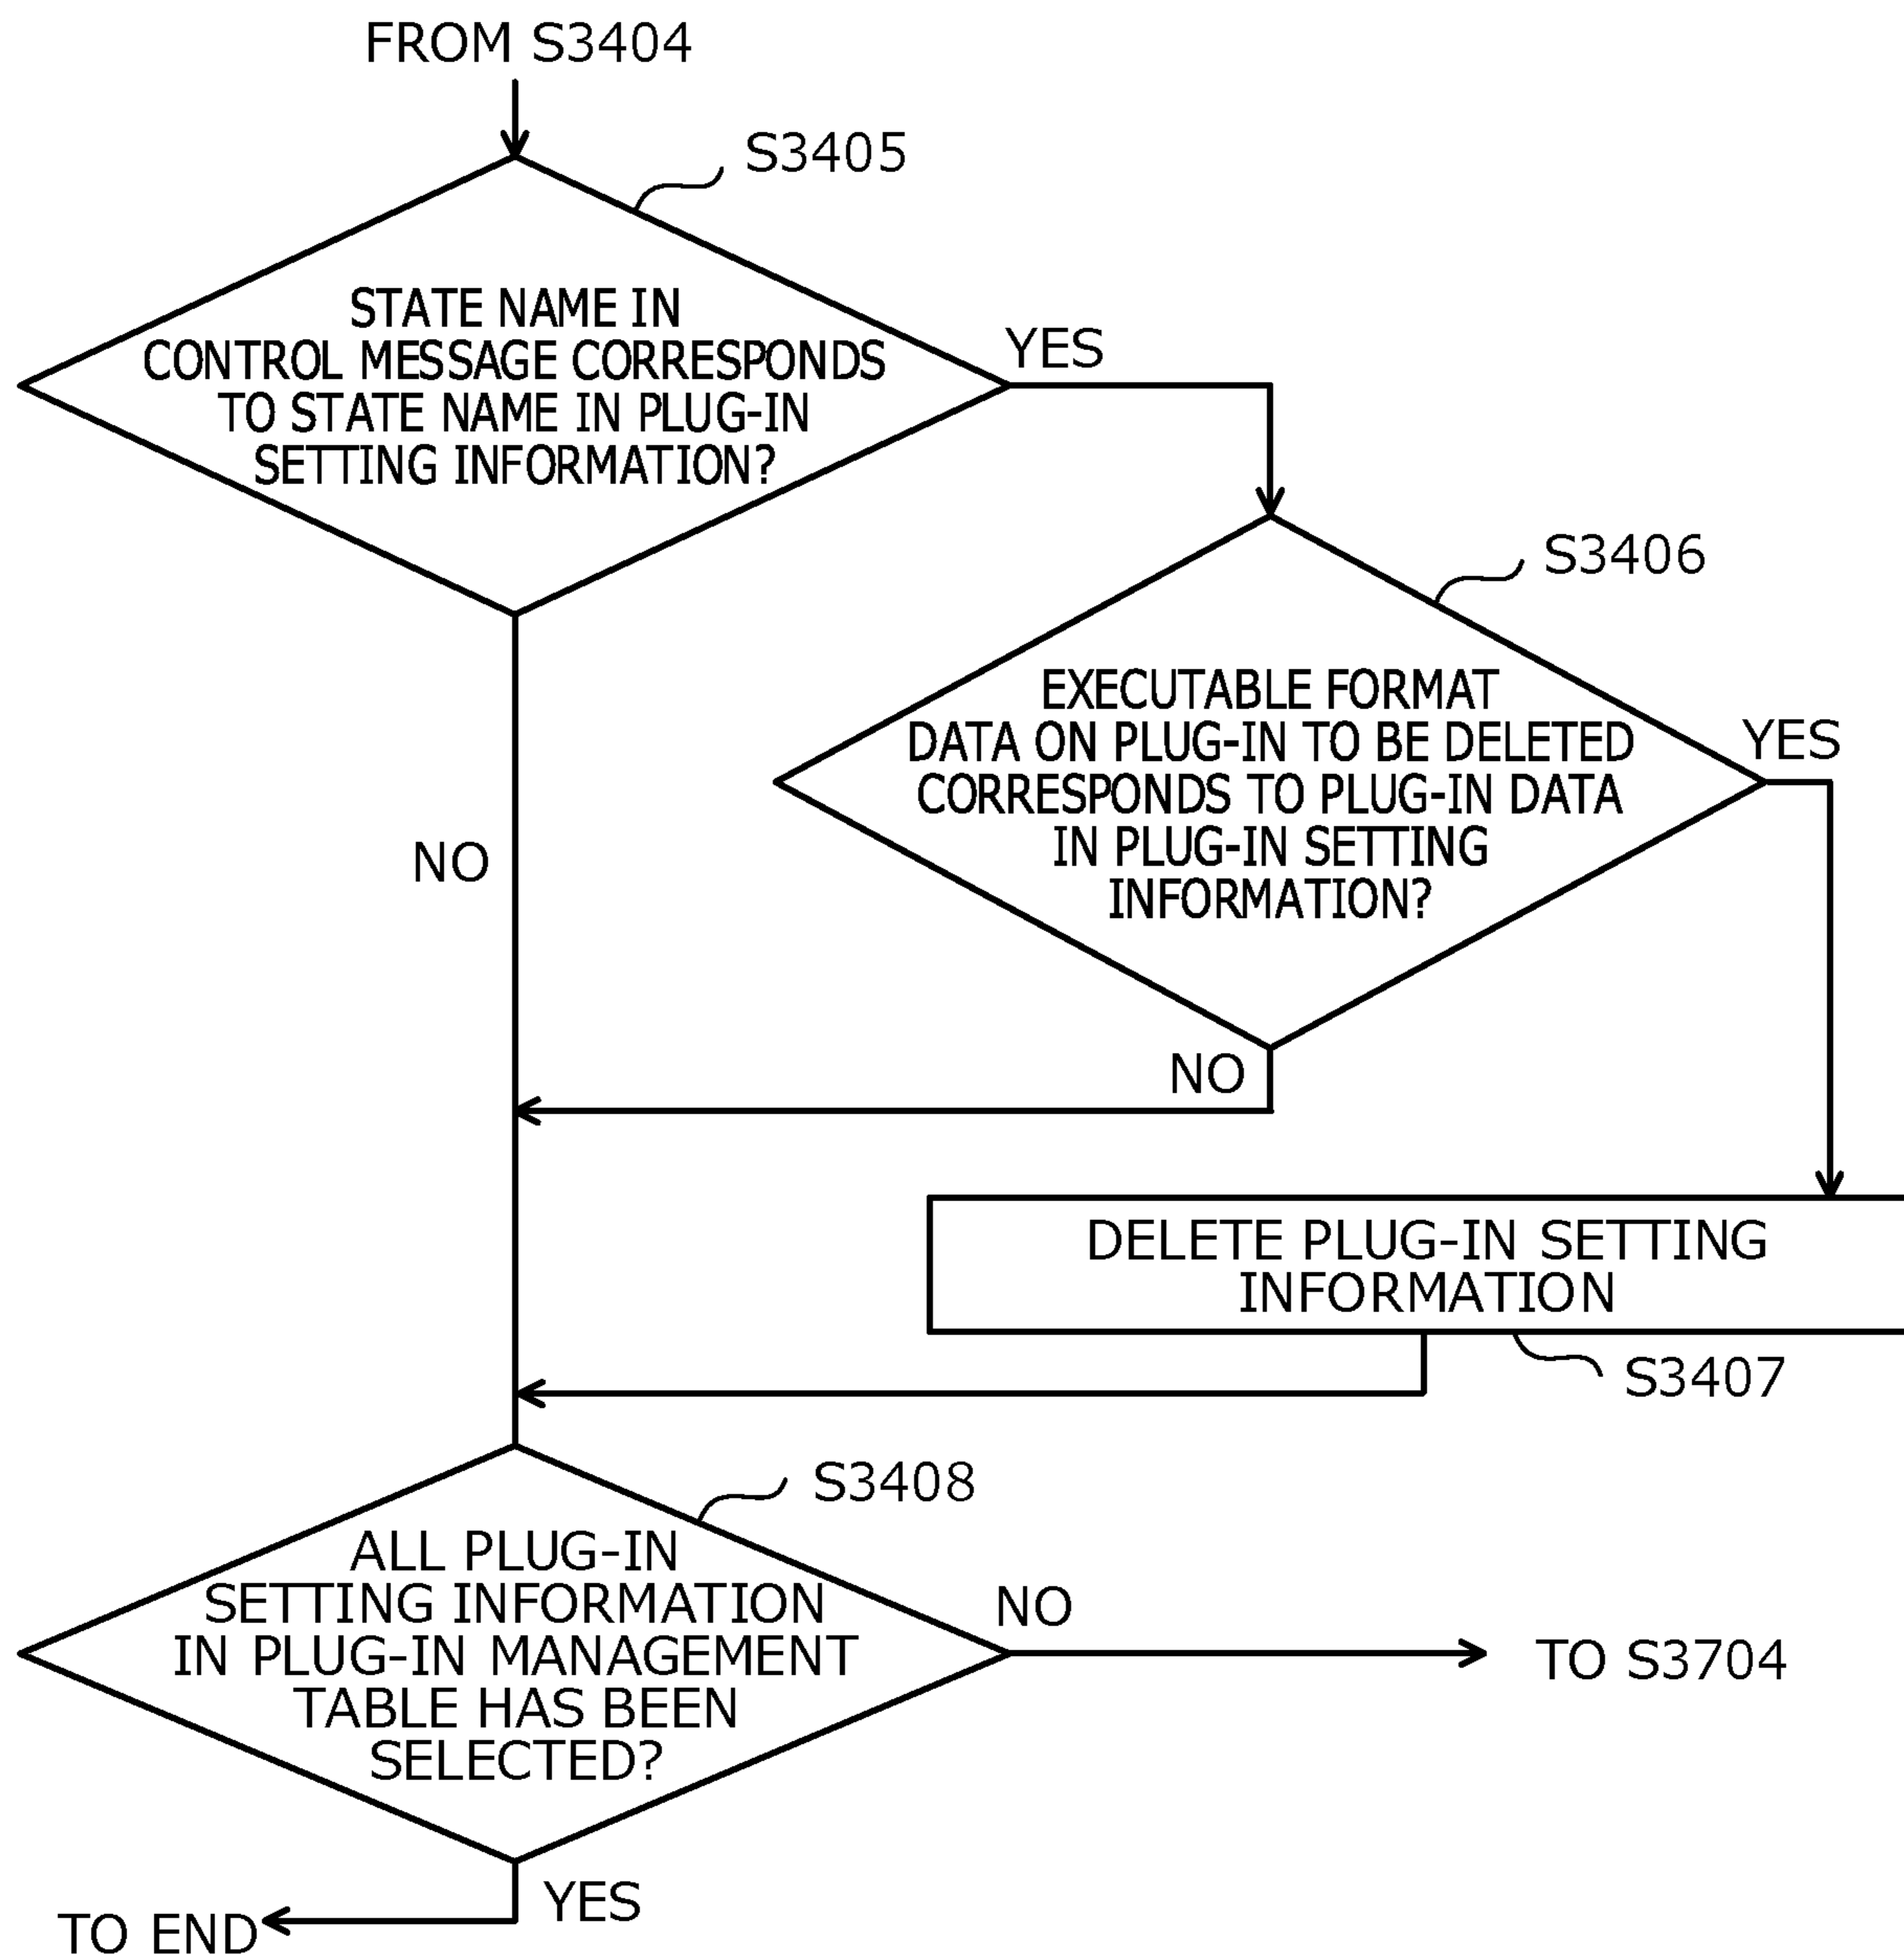 FROM S3404
S3405
STATE NAME IN
CONTROL MESSAGE CORRESPONDS
TO STATE NAME IN PLUG-IN
SETTING INFORMATION?
YES
S3406
EXECUTABLE FORMAT
DATA ON PLUG-IN TO BE DELETED
CORRESPONDS TO PLUG-IN DATA
IN PLUG-IN SETTING
INFORMATION?
YES
NO
NO
DELETE PLUG-IN SETTING
INFORMATION
S3407
S3408
ALL PLUG-IN
SETTING INFORMATION
IN PLUG-IN MANAGEMENT
TABLE HAS BEEN
SELECTED?
NO
TO S3704
YES
TO END